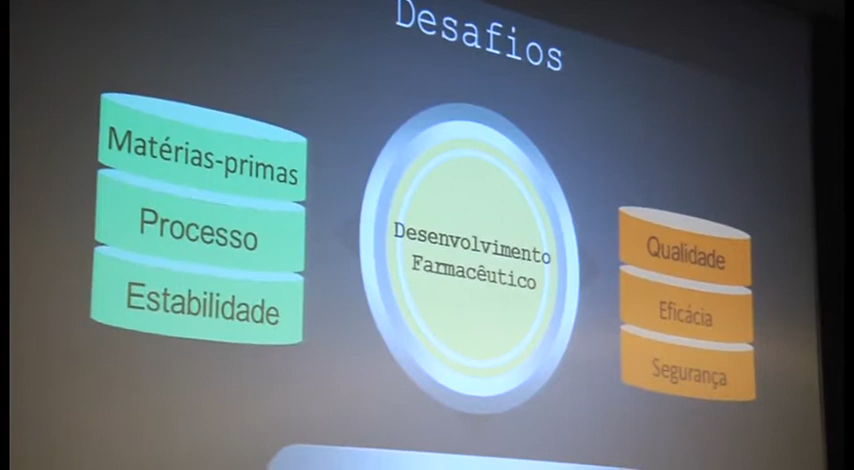 Desafios
Matérias-primas
Processo
Estabilidade
Desenvolvimento
Farmacêutico
Qualidade
Eficácia
Segurança